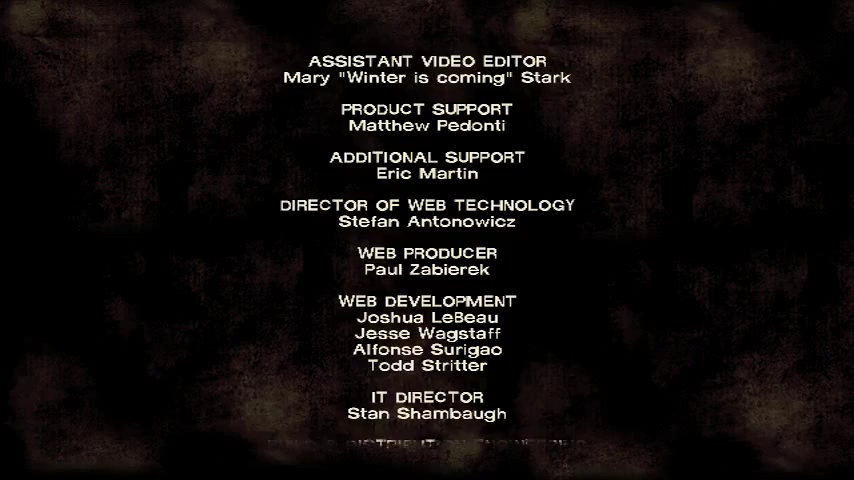 ASSISTANT VIDEO EDITOR
Mary "Winter is coming" Stark
PRODUCT SUPPORT
Matthew Pedonti
ADDITIONAL SUPPORT
Eric Martin
DIRECTOR OF WEB TECHNOLOGY
Stefan Antonowicz
WEB PRODUCER
Paul Zabierek
WEB DEVELOPMENT
Joshua LeBeau
Jesse Wagstaff
Alfonse Surigao
Todd Stritter
IT DIRECTOR
Stan Shambaugh
DISTRIBUTION ENGINEERING